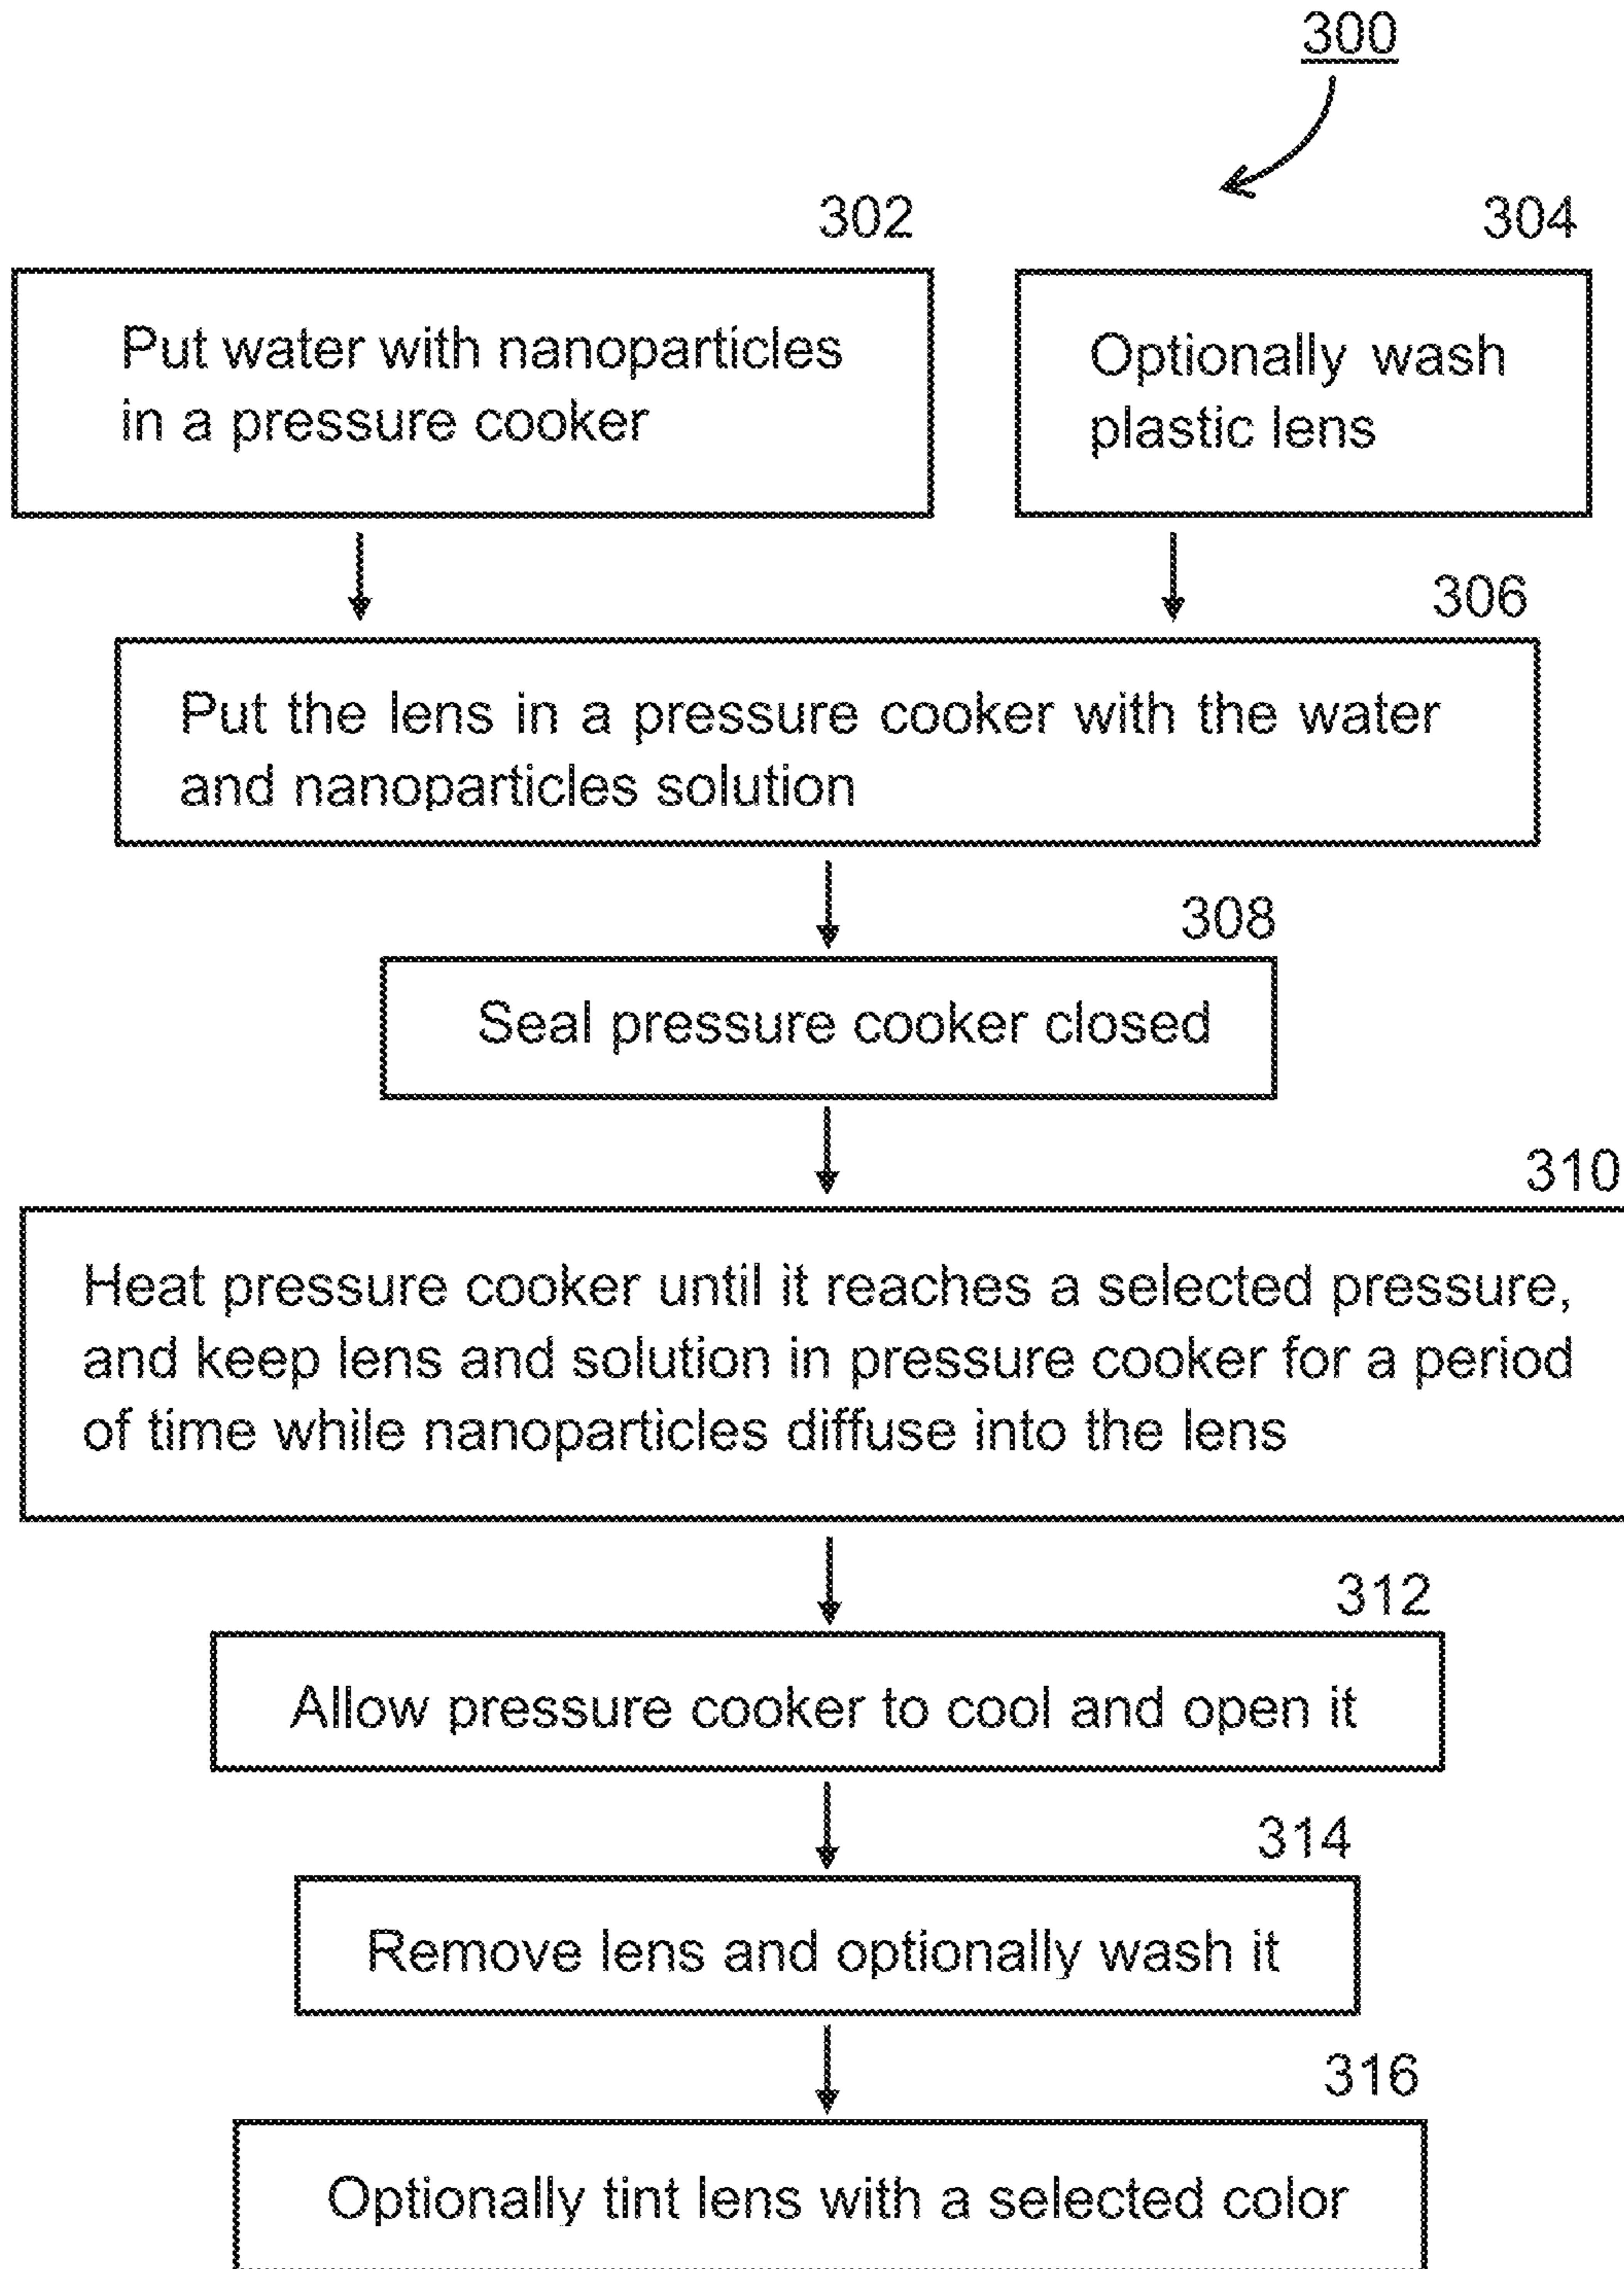 300
302
Put water with nanoparticles
in a pressure cooker
304
Optionally wash
plastic lens
306
Put the lens in a pressure cooker with the water
and nanoparticles solution
308
Seal pressure cooker closed
310
Heat pressure cooker until it reaches a selected pressure,
and keep lens and solution in pressure cooker for a period
of time while nanoparticles diffuse into the lens
312
Allow pressure cooker to cool and open it
314
Remove lens and optionally wash it
316
Optionally tint lens with a selected color